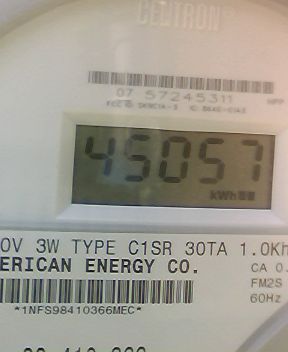 CENTRON®
07 57245311
45057
kWh
0V 3W TYPE C1SR 30TA 1.0Kh
ERICAN ENERGY CO.
CA 0.
FM2S
60Hz
*1NFS98410366MEC*